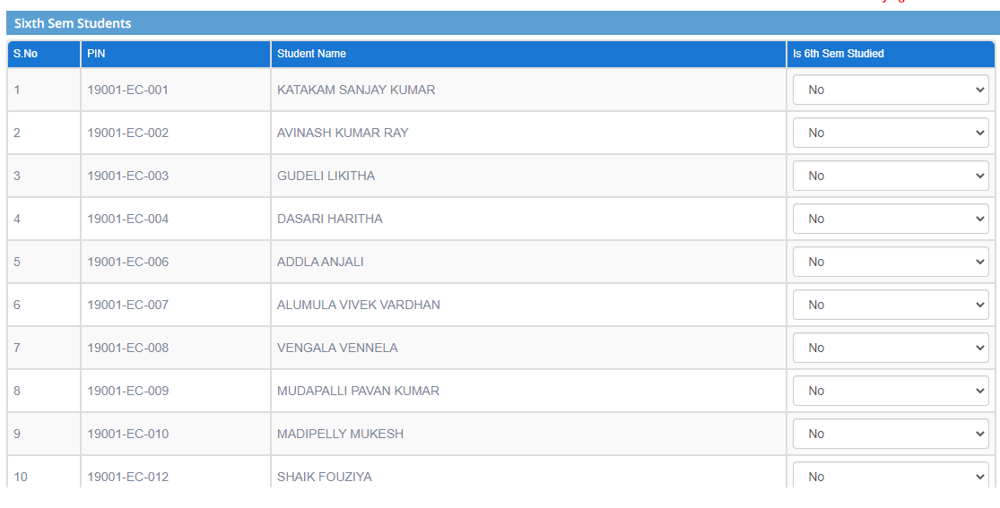 Sixth Sem Students
S.No PIN Student Name Is 6th Sem Studied
1 19001-EC-001 KATAKAM SANJAY KUMAR No
2 19001-EC-002 AVINASH KUMAR RAY No
3 19001-EC-003 GUDELI LIKITHA No
4 19001-EC-004 DASARI HARITHA No
5 19001-EC-006 ADDLA ANJALI No
6 19001-EC-007 ALUMULA VIVEK VARDHAN No
7 19001-EC-008 VENGALA VENNELA No
8 19001-EC-009 MUDAPALLI PAVAN KUMAR No
9 19001-EC-010 MADIPELLY MUKESH No
10 19001-EC-012 SHAIK FOUZIYA No